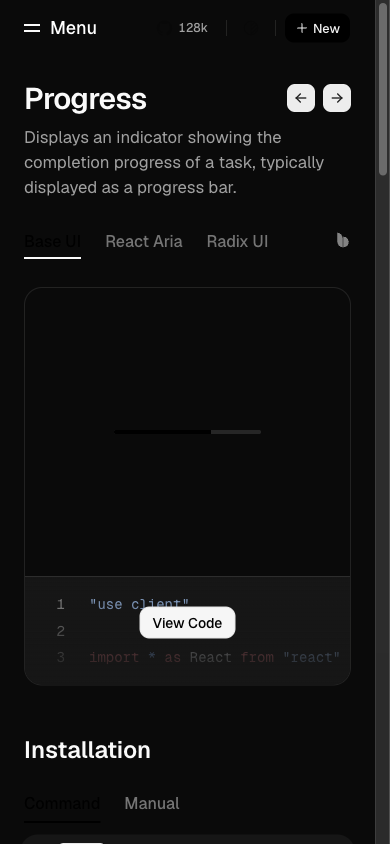 Menu
128k
+ New
Progress
Displays an indicator showing the
completion progress of a task, typically
displayed as a progress bar.
Base UI React Aria Radix UI
1 "use client"
View Code
2
3 import * as React from "react"
Installation
Command Manual